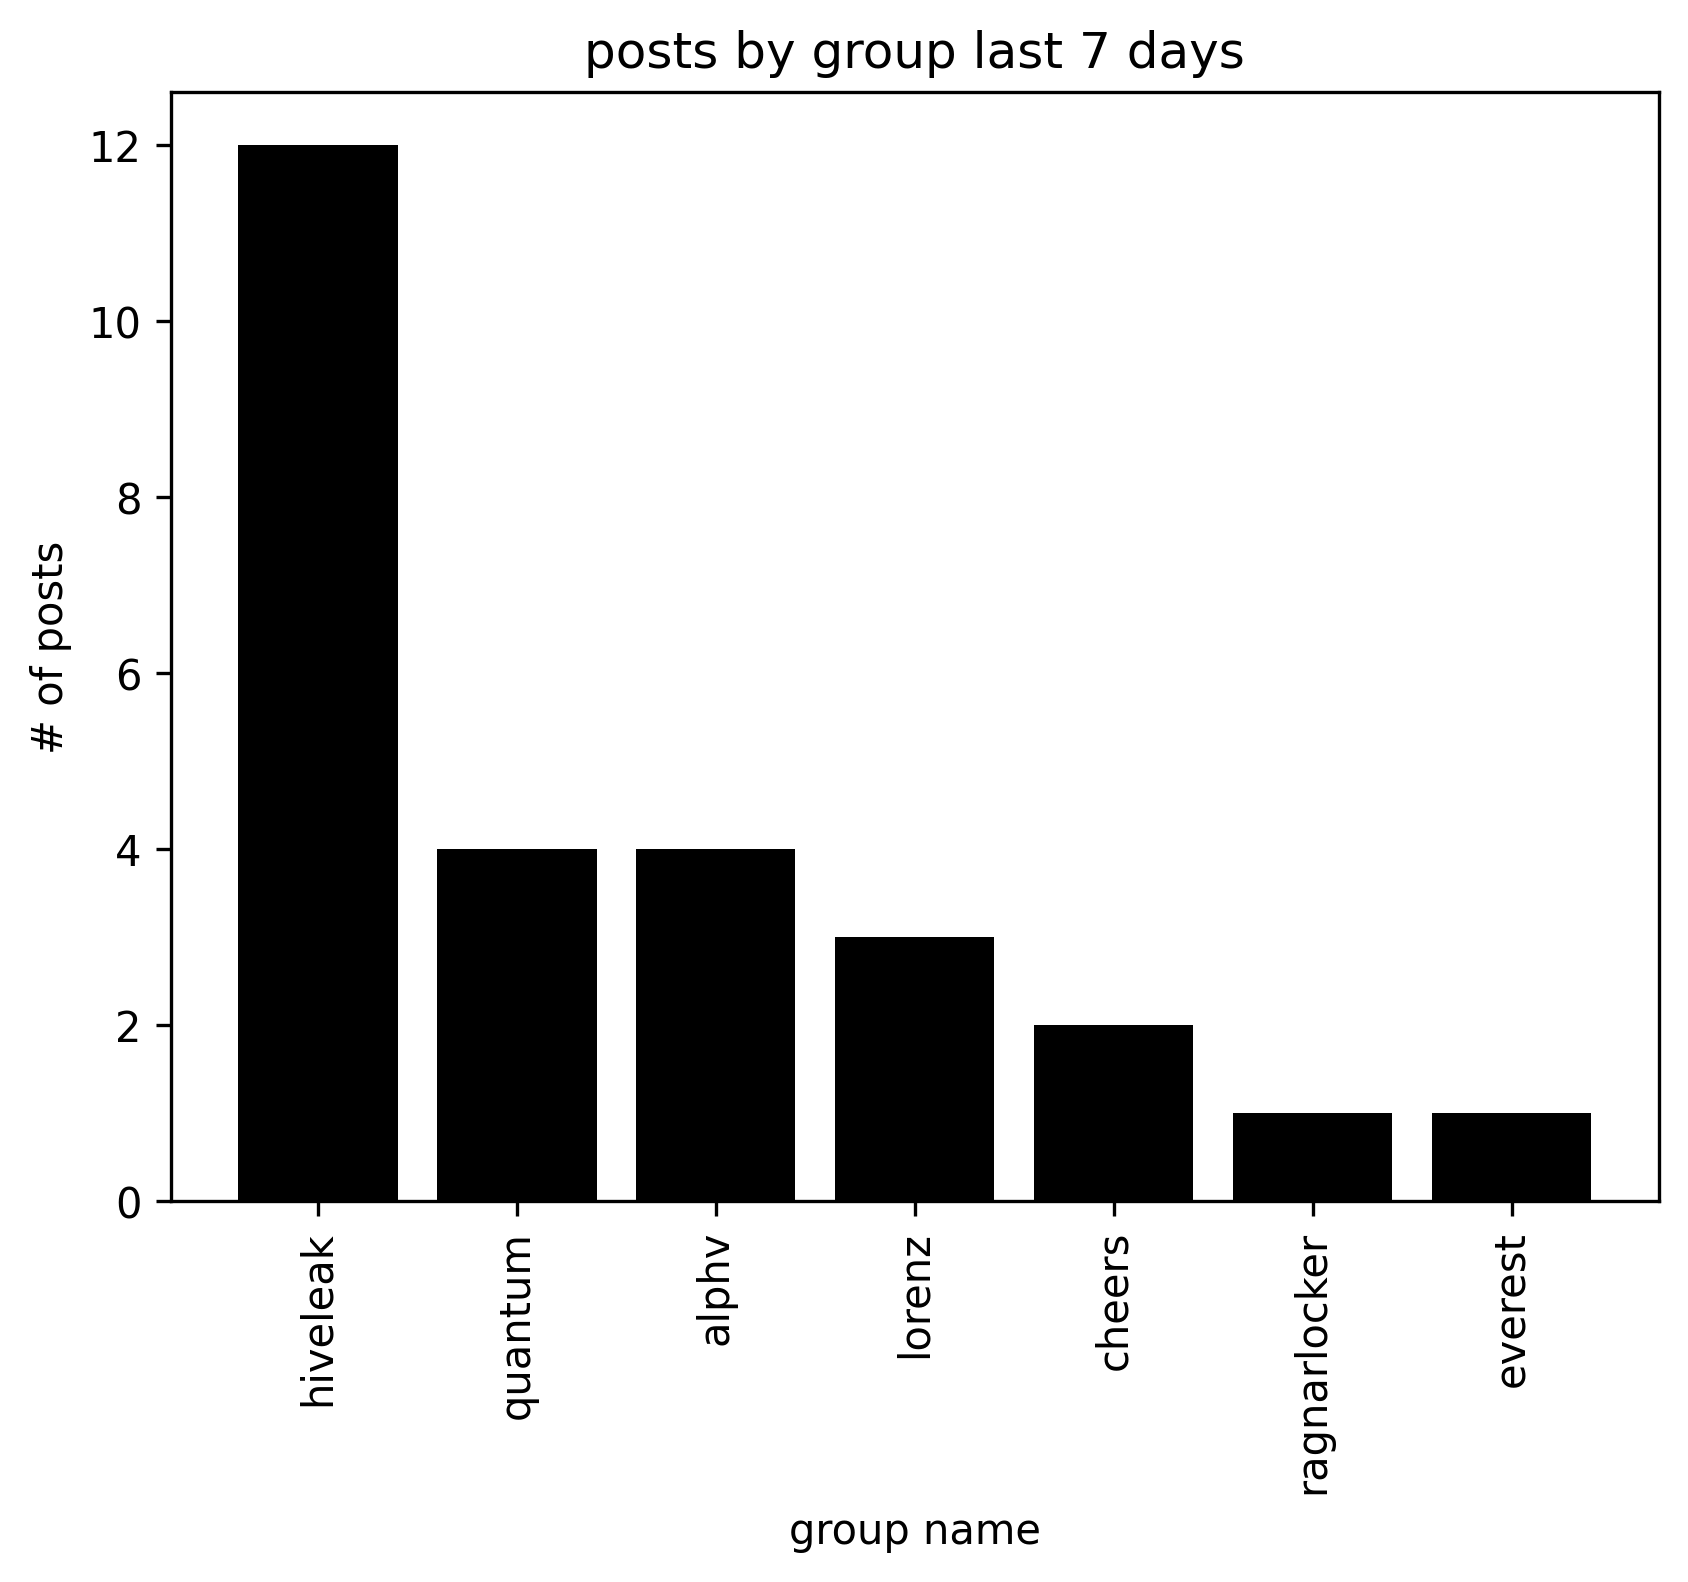 posts by group last 7 days
# of posts
12
10
8
6
4
2
0
hiveleak
quantum
alphv
lorenz
cheers
ragnarlocker
everest
group name